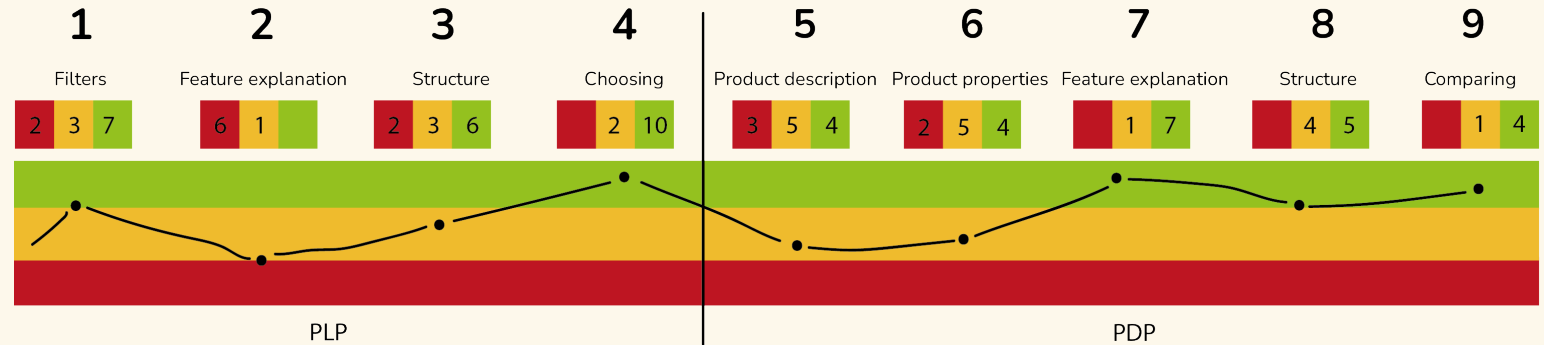 1 2 3 4 5 6 7 8 9
Filters Feature explanation Structure Choosing Product description Product properties Feature explanation Structure Comparing
2 3 7 6 1 2 3 6 2 10 3 5 4 2 5 4 1 7 4 5 1 4
PLP PDP